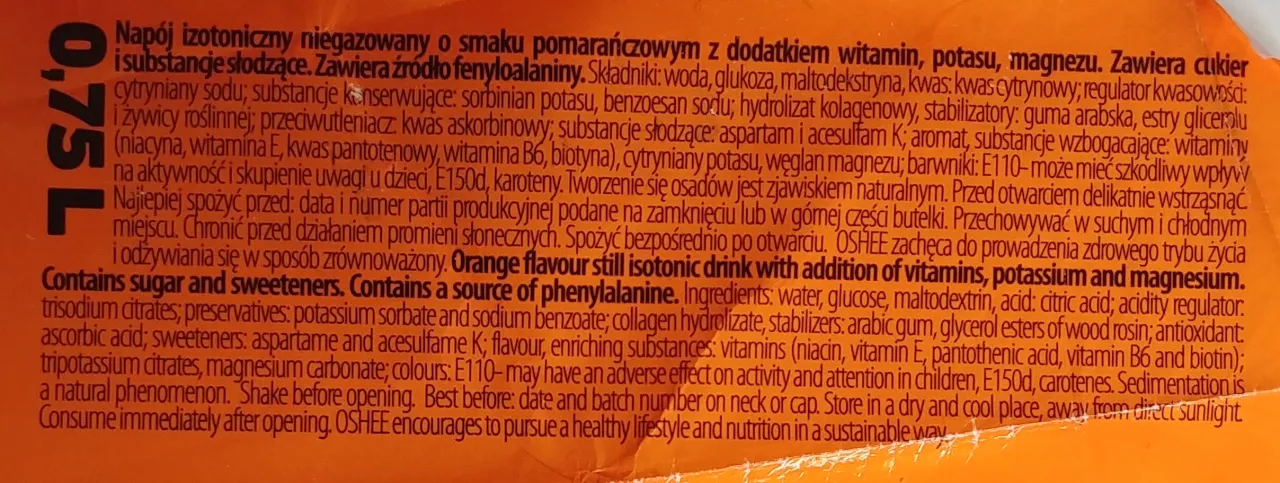 0,75 L
Napój izotoniczny niegazowany o smaku pomarańczowym z dodatkiem witamin, potasu, magnezu. Zawiera cukier
i substancje słodzące. Zawiera źródło fenyloalaniny. Składniki: woda, glukoza, maltodekstryna, kwas: kwas cytrynowy; regulator kwasowości:
cytryniany sodu; substancje konserwujące: sorbinian potasu, benzoesan sodu; hydrolizat kolagenowy, stabilizatory: guma arabska, estry glicerolu
i żywicy roślinnej; przeciwutleniacz: kwas askorbinowy; substancje słodzące: aspartam i acesulfam K; aromat, substancje wzbogacające: witaminy
(niacyna, witamina E, kwas pantotenowy, witamina B6, biotyna), cytryniany potasu, węglan magnezu; barwniki: E110- może mieć szkodliwy wpływ
na aktywność i skupienie uwagi u dzieci, E150d, karoteny. Tworzenie się osadów jest zjawiskiem naturalnym. Przed otwarciem delikatnie wstrząsnąć.
Najlepiej spożyć przed: data i numer partii produkcyjnej podane na zamknięciu lub w górnej części butelki. Przechowywać w suchym i chłodnym
miejscu. Chronić przed działaniem promieni słonecznych. Spożyć bezpośrednio po otwarciu. OSHEE zachęca do prowadzenia zdrowego trybu życia
i odżywiania się w sposób zrównoważony. Orange flavour still isotonic drink with addition of vitamins, potassium and magnesium.
Contains sugar and sweeteners. Contains a source of phenylalanine. Ingredients: water, glucose, maltodextrin, acid: citric acid; acidity regulator:
trisodium citrates; preservatives: potassium sorbate and sodium benzoate; collagen hydrolizate, stabilizers: arabic gum, glycerol esters of wood rosin; antioxidant:
ascorbic acid; sweeteners: aspartame and acesulfame K; flavour, enriching substances: vitamins (niacin, vitamin E, pantothenic acid, vitamin B6 and biotin);
tripotassium citrates, magnesium carbonate; colours: E110- may have an adverse effect on activity and attention in children, E150d, carotenes. Sedimentation is
a natural phenomenon. Shake before opening. Best before: date and batch number on neck or cap. Store in a dry and cool place, away from direct sunlight.
Consume immediately after opening. OSHEE encourages to pursue a healthy lifestyle and nutrition in a sustainable way.